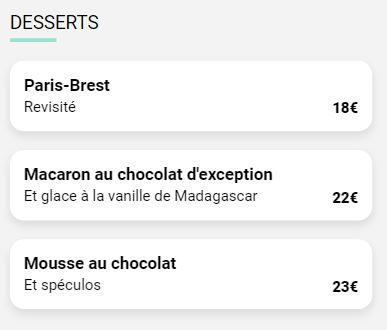 DESSERTS
Paris-Brest
Revisité
18€
Macaron au chocolat d'exception
Et glace à la vanille de Madagascar
22€
Mousse au chocolat
Et spéculos
23€